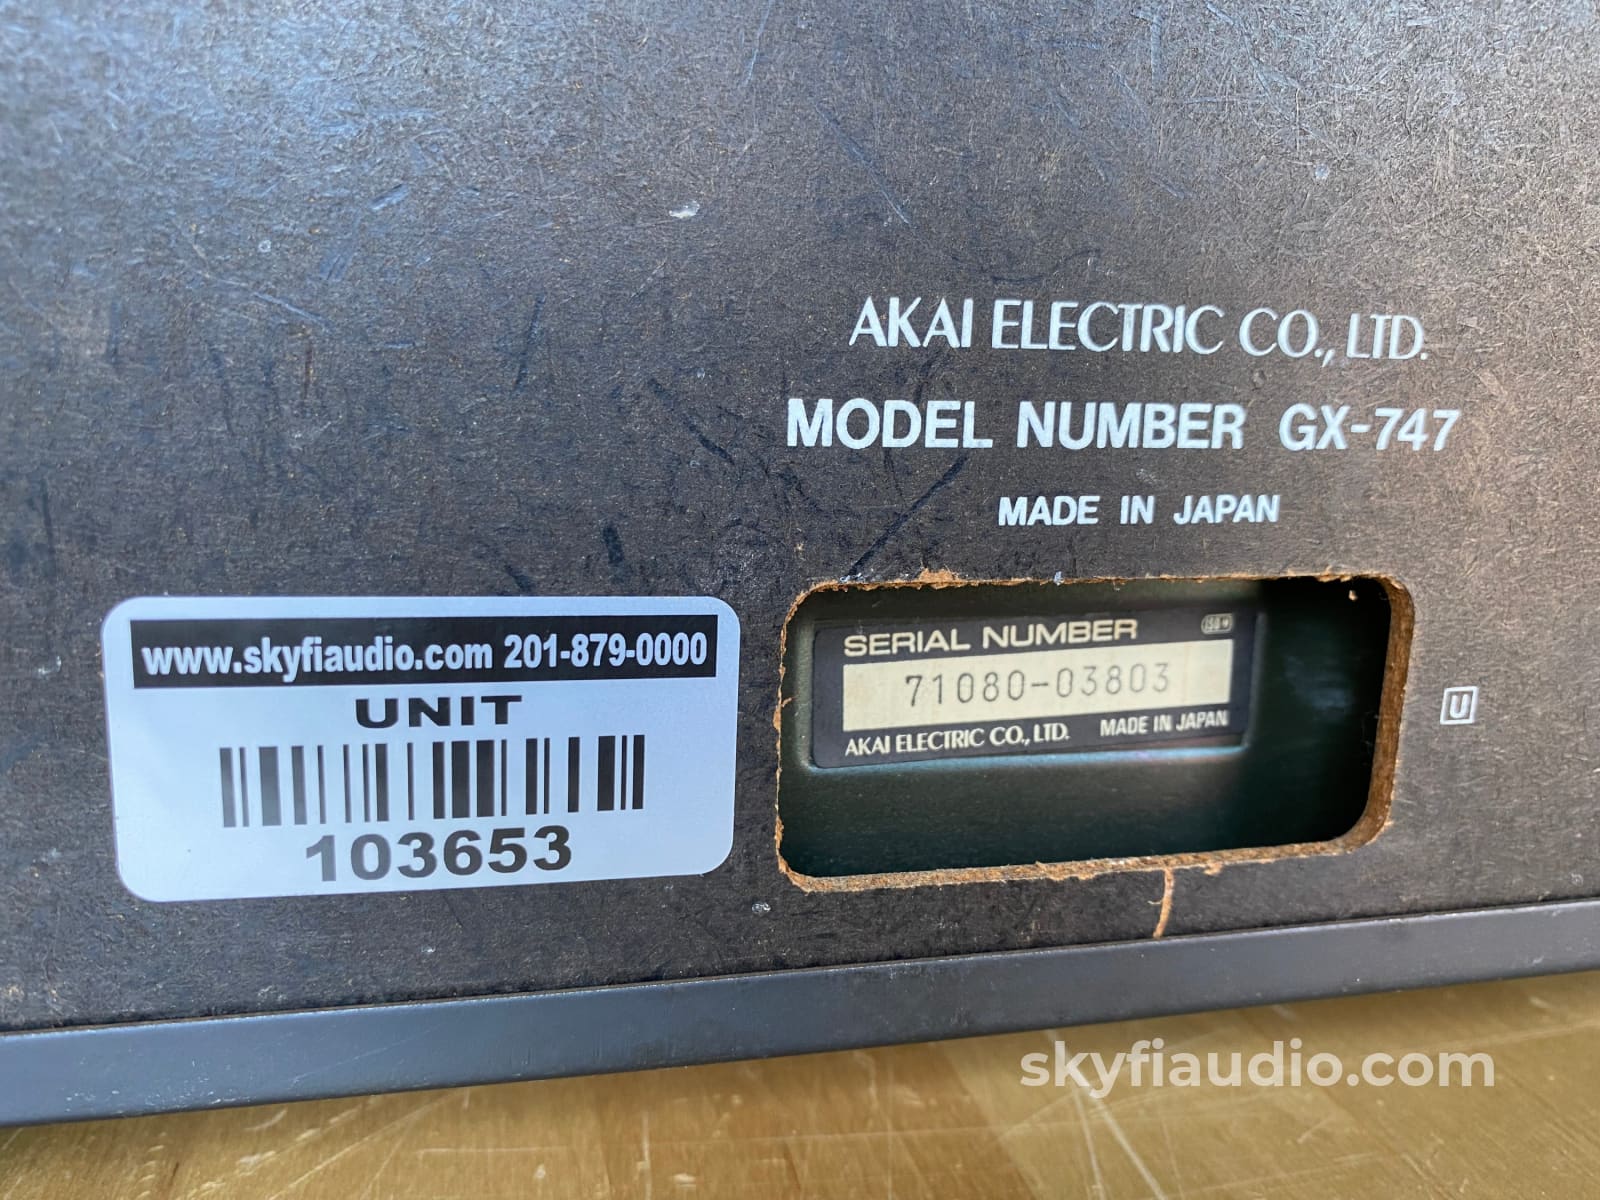 AKAI ELECTRIC CO., LTD.
MODEL NUMBER GX-747
MADE IN JAPAN
www.skyfiaudio.com 201-879-0000
UNIT
103653
SERIAL NUMBER
71080-03803
AKAI ELECTRIC CO., LTD. MADE IN JAPAN
U
skyfiaudio.com